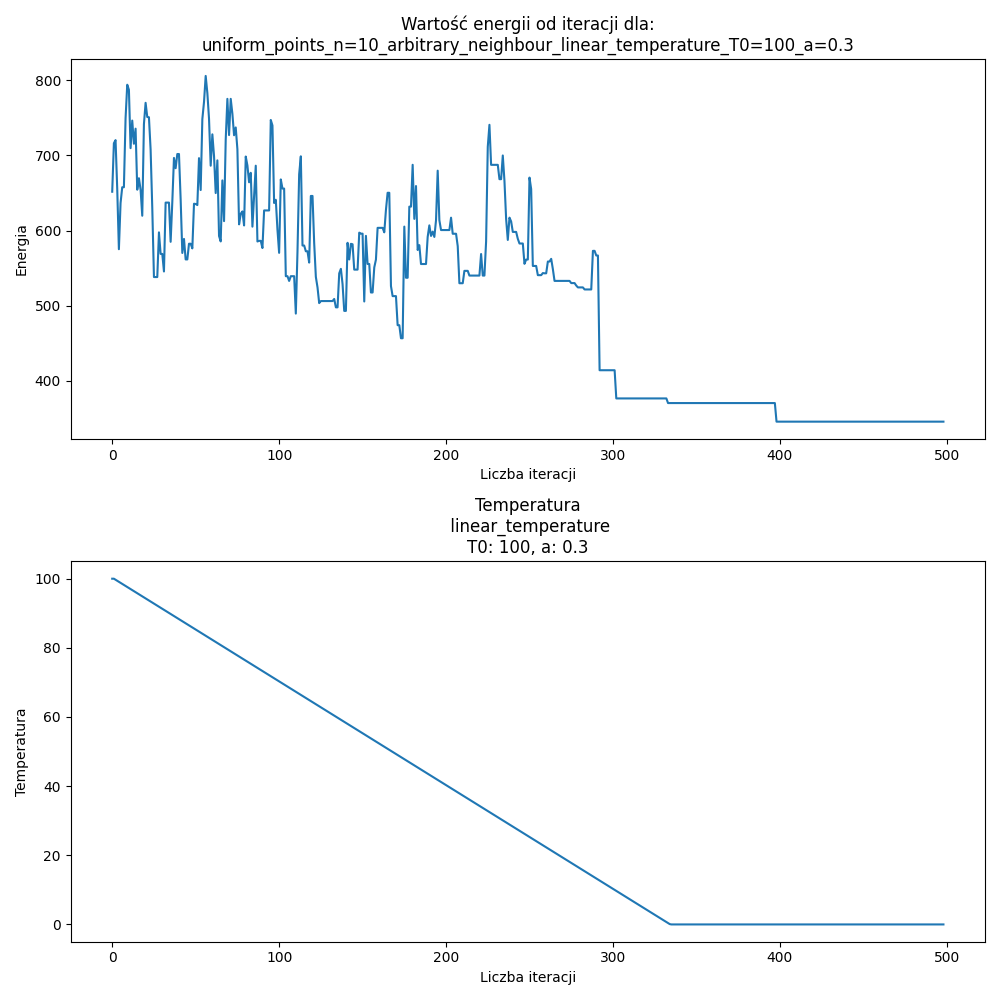 Wartość energii od iteracji dla:
uniform_points_n=10_arbitrary_neighbour_linear_temperature_T0=100_a=0.3
800
700
600
500
400
Energia
0 100 200 300 400 500
Liczba iteracji
Temperatura
linear_temperature
T0: 100, a: 0.3
100
80
60
40
20
0
Temperatura
0 100 200 300 400 500
Liczba iteracji